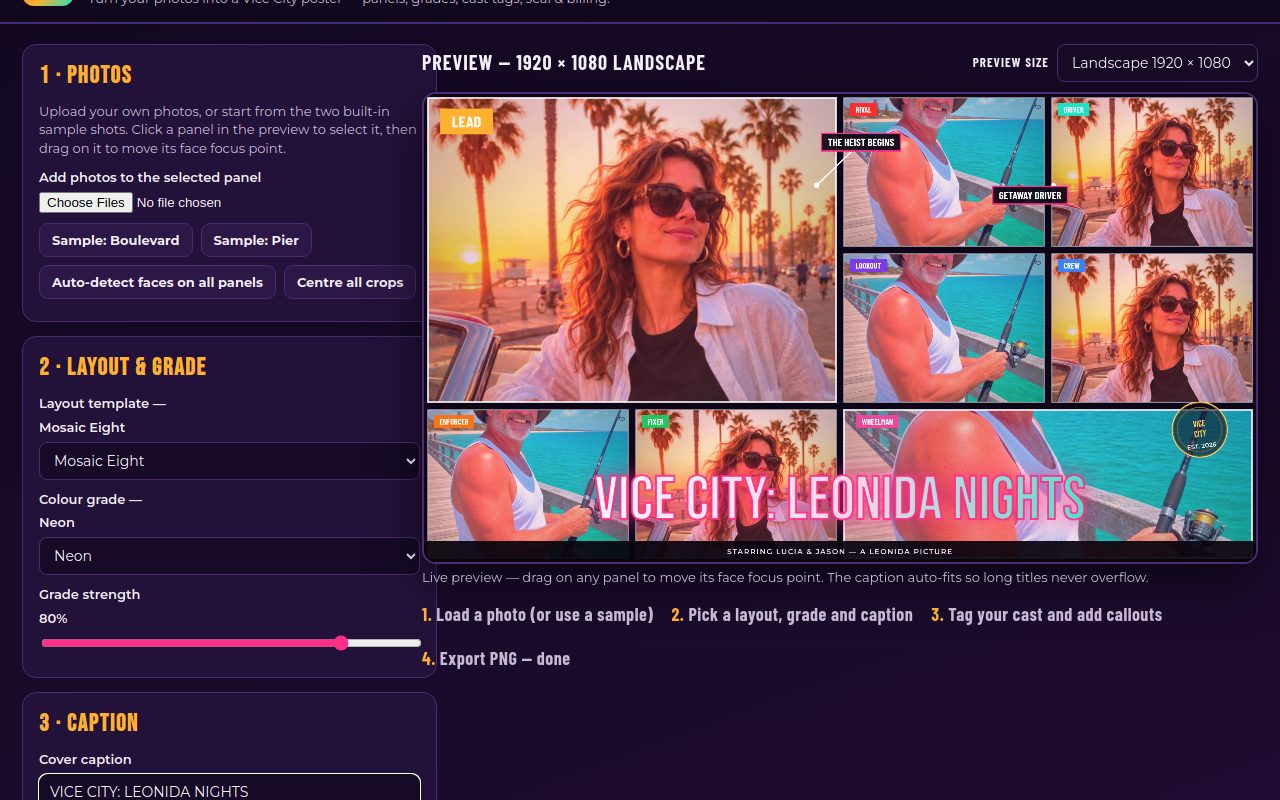 Turn your photos into a Vice City poster — panels, grades, cast tags, seal & billing.
1 · PHOTOS
Upload your own photos, or start from the two built-in
sample shots. Click a panel in the preview to select it, then
drag on it to move its face focus point.
Add photos to the selected panel
Choose Files No file chosen
Sample: Boulevard
Sample: Pier
Auto-detect faces on all panels
Centre all crops
2 · LAYOUT & GRADE
Layout template —
Mosaic Eight
Mosaic Eight
Colour grade —
Neon
Neon
Grade strength
80%
3 · CAPTION
Cover caption
VICE CITY: LEONIDA NIGHTS
PREVIEW — 1920 × 1080 LANDSCAPE
PREVIEW SIZE
Landscape 1920 × 1080
LEAD
RIVAL
DRIVER
THE HEIST BEGINS
GETAWAY DRIVER
LOOKOUT
CREW
ENFORCER
FIXER
WHEELMAN
VICE
CITY
EST. 2026
VICE CITY: LEONIDA NIGHTS
STARRING LUCIA & JASON — A LEONIDA PICTURE
Live preview — drag on any panel to move its face focus point. The caption auto-fits so long titles never overflow.
1. Load a photo (or use a sample)
2. Pick a layout, grade and caption
3. Tag your cast and add callouts
4. Export PNG — done